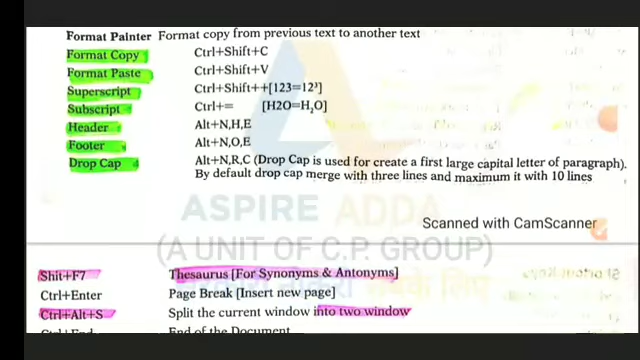 Format Painter Format copy from previous text to another text
Format Copy Ctrl+Shift+C
Format Paste Ctrl+Shift+V
Superscript Ctrl+Shift++[123=12³]
Subscript Ctrl+= [H2O=H₂O]
Header Alt+N,H,E
Footer Alt+N,O,E
Drop Cap Alt+N,R,C (Drop Cap is used for create a first large capital letter of paragraph).
By default drop cap merge with three lines and maximum it with 10 lines
ASPIRE ADDA
Scanned with CamScanner
(A UNIT OF C.P. GROUP)
Shit+F7 Thesaurus [For Synonyms & Antonyms]
Ctrl+Enter Page Break [Insert new page]
Ctrl+Alt+S Split the current window into two window
Ctrl+End End of the Document